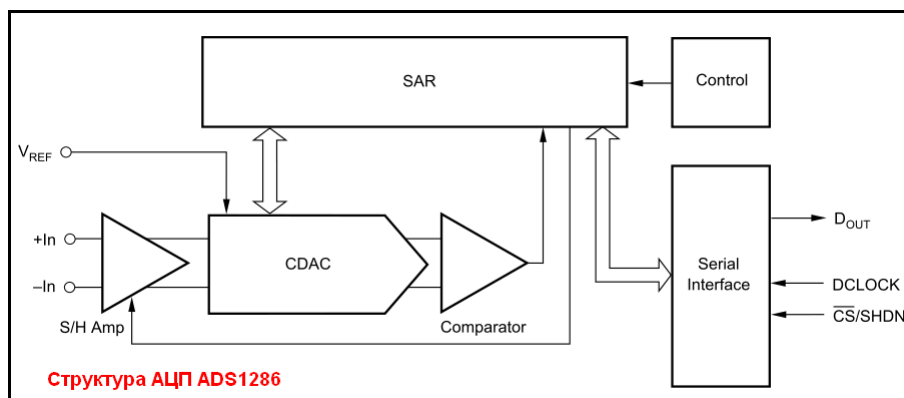 SAR
Control
VREF
+In
–In
CDAC
S/H Amp
Comparator
Serial
Interface
DOUT
DCLOCK
CS/SHDN
Структура АЦП ADS1286